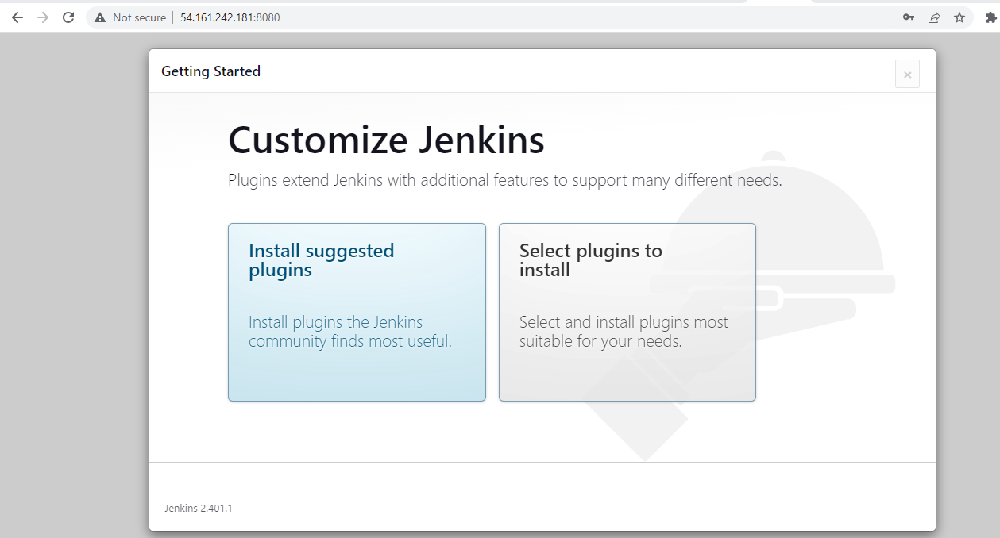 Not secure 54.161.242.181:8080
Getting Started
×
Customize Jenkins
Plugins extend Jenkins with additional features to support many different needs.
Install suggested
plugins
Install plugins the Jenkins
community finds most useful.
Select plugins to
install
Select and install plugins most
suitable for your needs.
Jenkins 2.401.1